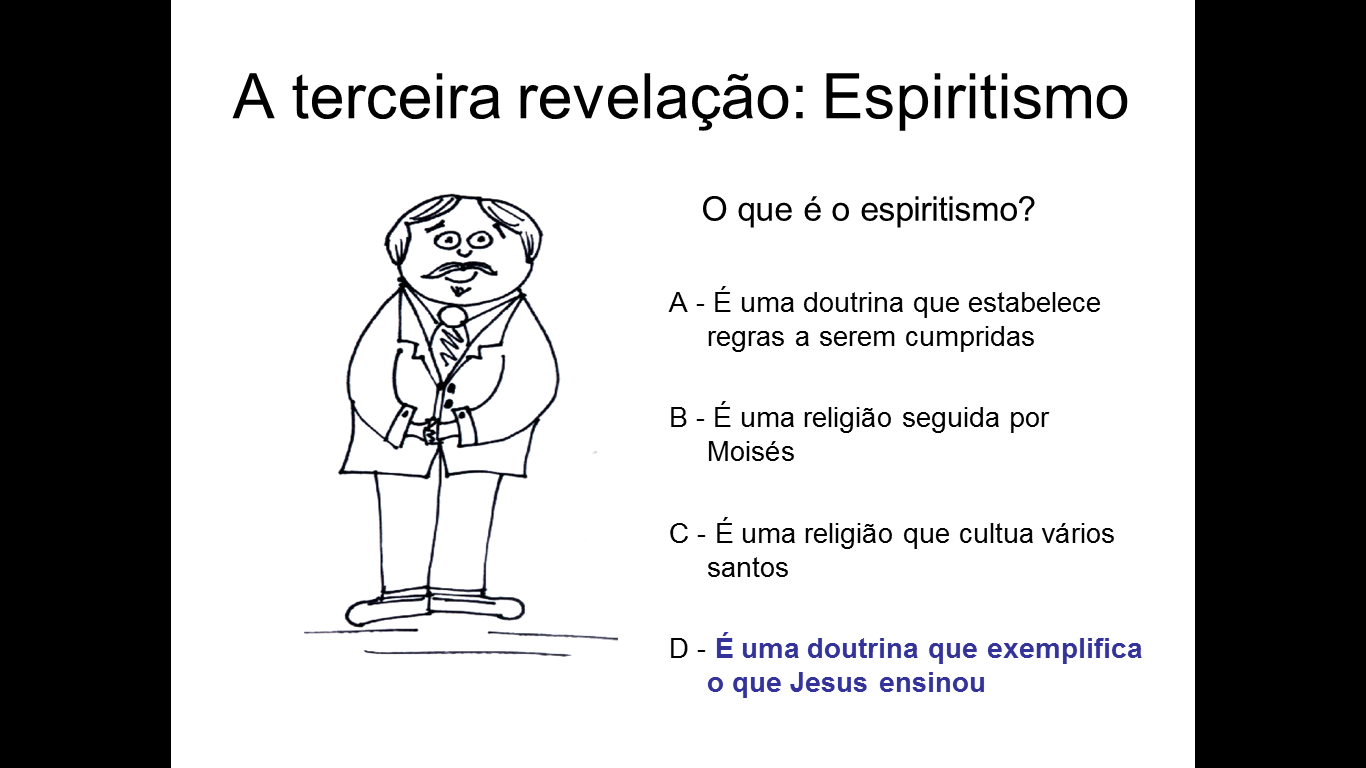 A terceira revelação: Espiritismo
O que é o espiritismo?
A - É uma doutrina que estabelece
regras a serem cumpridas
B - É uma religião seguida por
Moisés
C - É uma religião que cultua vários
santos
D - É uma doutrina que exemplifica
o que Jesus ensinou